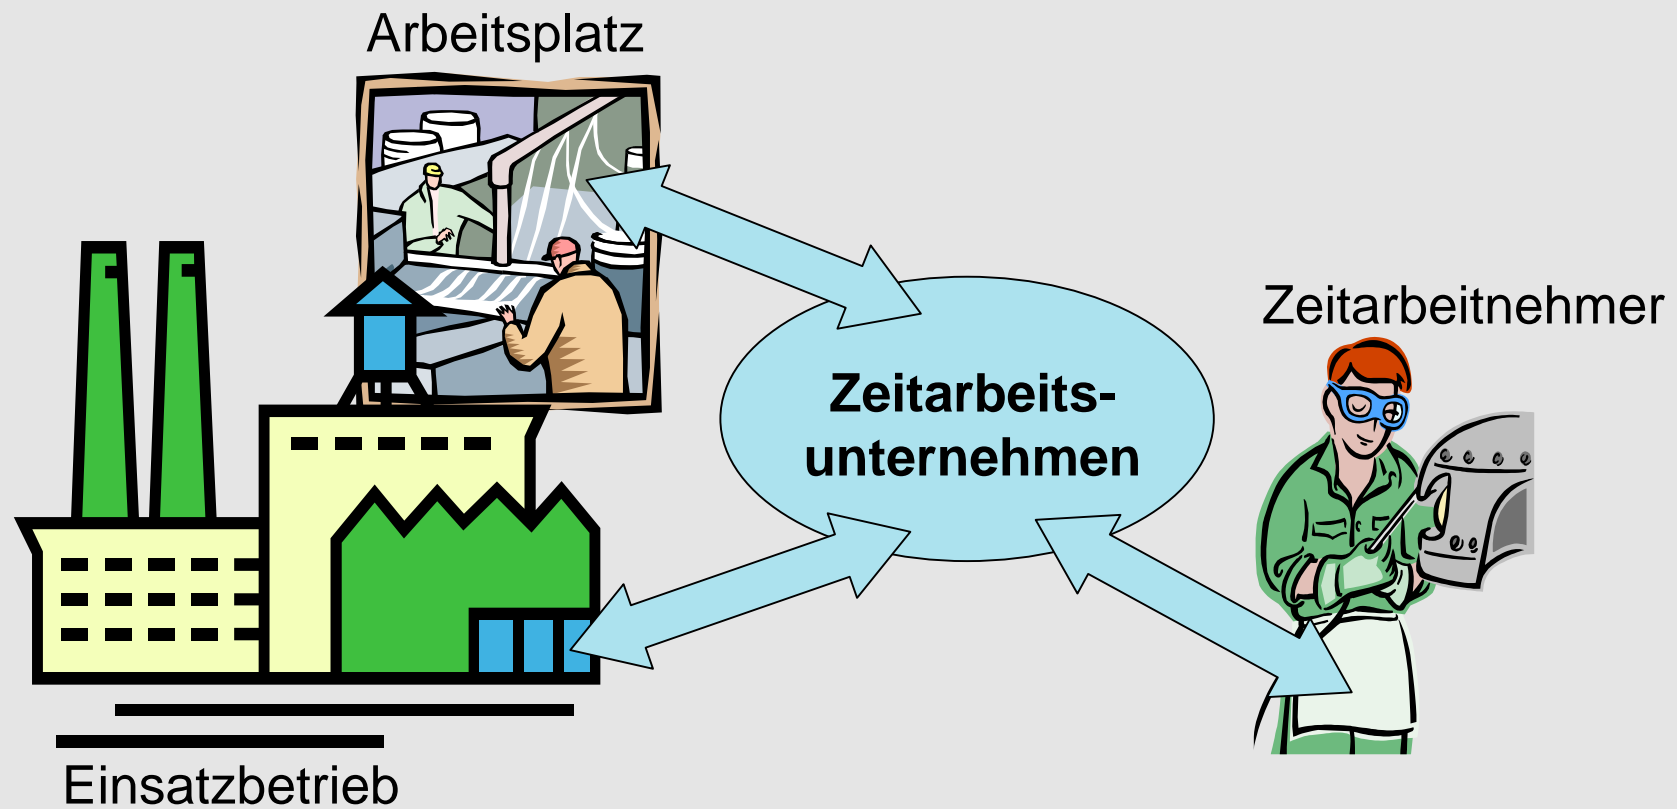 Arbeitsplatz
Zeitarbeitnehmer
Zeitarbeits-
unternehmen
Einsatzbetrieb